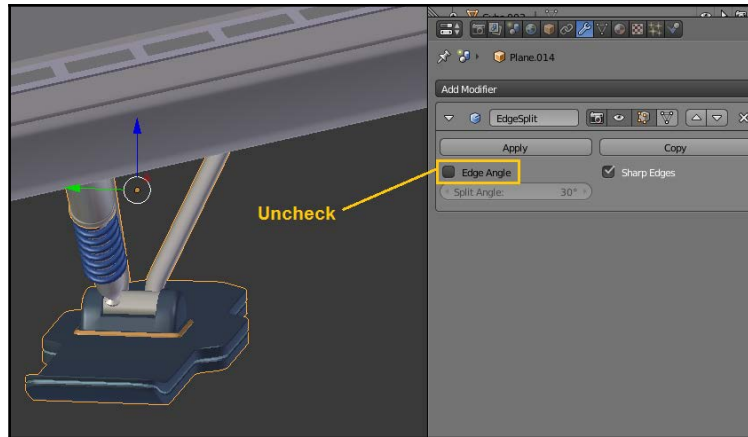 Plane.014
Add Modifier
EdgeSplit
Apply
Copy
Edge Angle
Sharp Edges
Split Angle: 30°
Uncheck